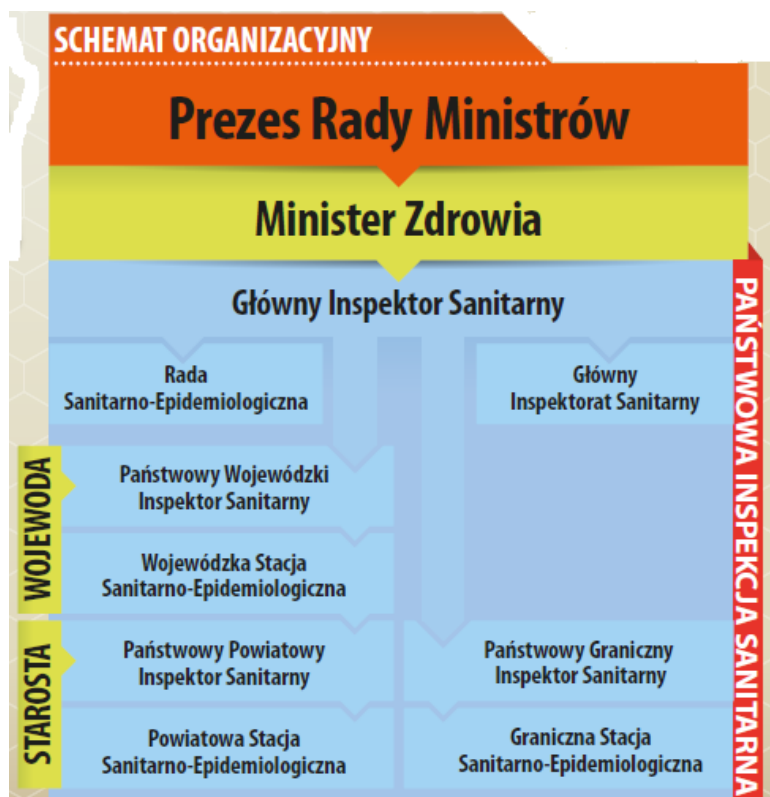 SCHEMAT ORGANIZACYJNY
Prezes Rady Ministrów
Minister Zdrowia
Główny Inspektor Sanitarny
Rada
Sanitarno-Epidemiologiczna
Główny
Inspektorat Sanitarny
WOJEWODA
Państwowy Wojewódzki
Inspektor Sanitarny
Wojewódzka Stacja
Sanitarno-Epidemiologiczna
STAROSTA
Państwowy Powiatowy
Inspektor Sanitarny
Państwowy Graniczny
Inspektor Sanitarny
Powiatowa Stacja
Sanitarno-Epidemiologiczna
Graniczna Stacja
Sanitarno-Epidemiologiczna
PAŃSTWOWA INSPEKCJA SANITARNA